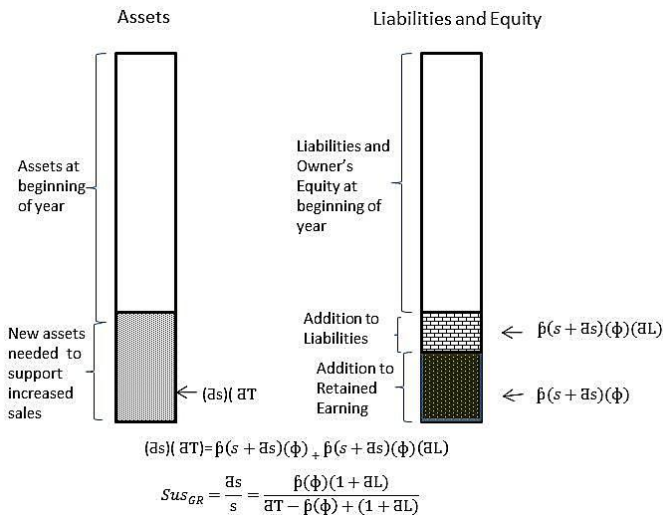 Assets
Liabilities and Equity
Assets at
beginning
of year
Liabilities and
Owner's
Equity at
beginning of
year
New assets
needed to
support
increased
sales
(ƌs)( ƌT
Addition to
Liabilities
ƥ(s + ƌs)(ϕ)(ƌL)
Addition to
Retained
Earning
ƥ(s + ƌs)(ϕ)
(ƌs)( ƌT)=ƥ(s + ƌs)(ϕ) + ƥ(s + ƌs)(ϕ)(ƌL)
Sus_GR = ƌs/s = ƥ(ϕ)(1 + ƌL)/ƌT − ƥ(ϕ) + (1 + ƌL)